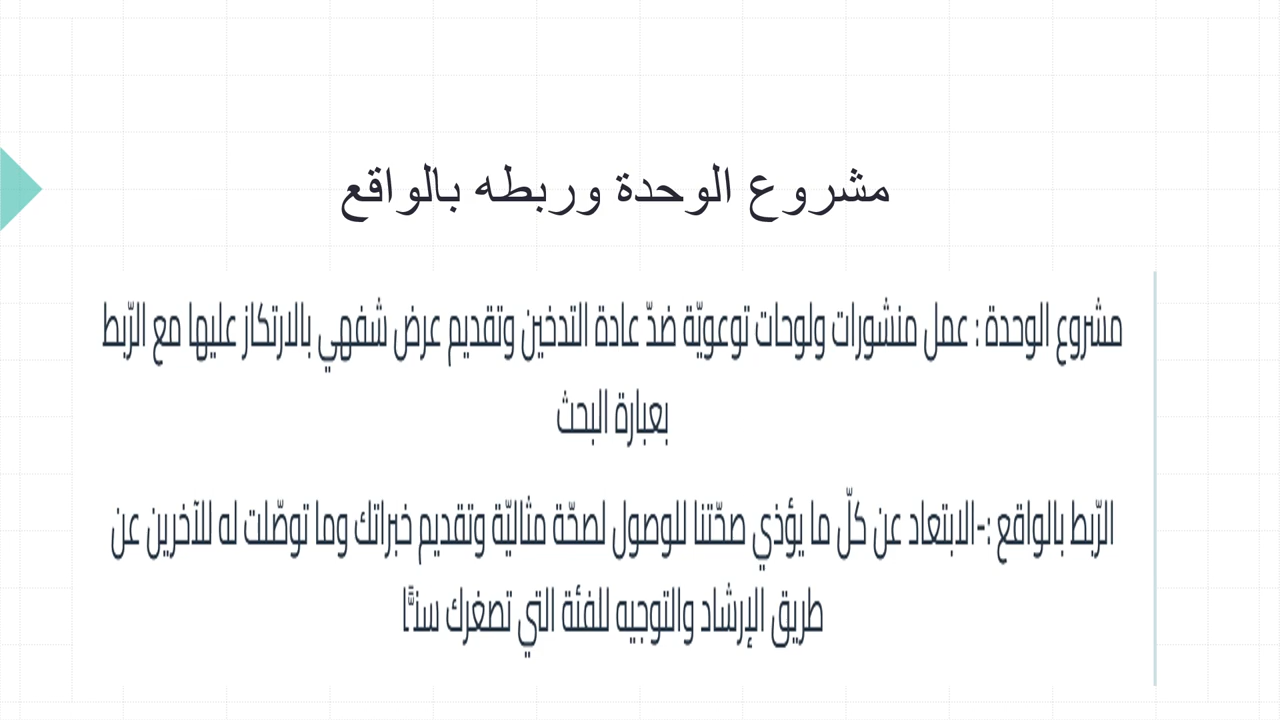 مشروع الوحدة وربطه بالواقع
مشروع الوحدة : عمل منشورات ولوحات توعويّة ضدّ عادة التدخين وتقديم عرض شفهي بالارتكاز عليها مع الرّبط
بعبارة البحث
الرّبط بالواقع :-الابتعاد عن كلّ ما يؤذي صحّتنا للوصول لصحّة مثاليّة وتقديم خبراتك وما توصّلت له للآخرين عن
طريق الإرشاد والتوجيه للفئة التي تصغرك سنًّا